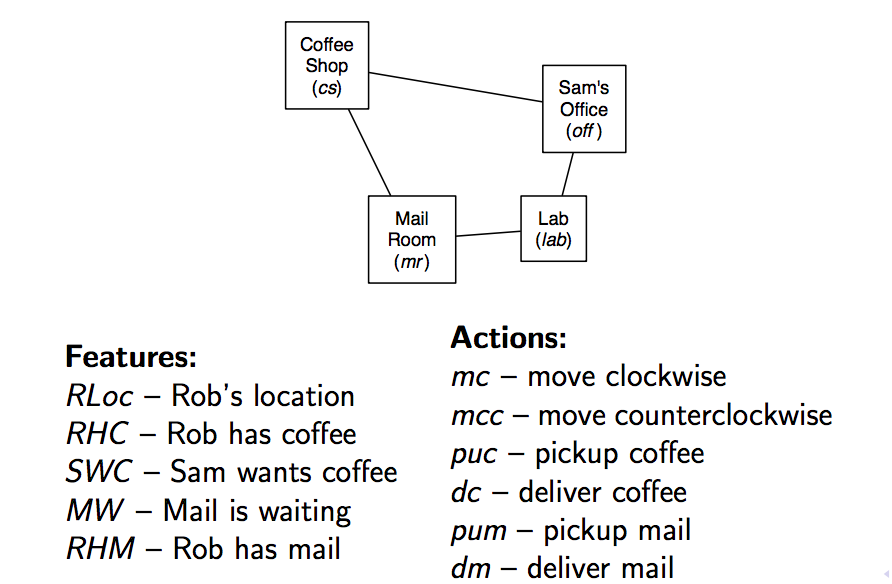 Coffee
Shop
(cs)
Sam's
Office
(off)
Mail
Room
(mr)
Lab
(lab)
Features:
RLoc – Rob's location
RHC – Rob has coffee
SWC – Sam wants coffee
MW – Mail is waiting
RHM – Rob has mail
Actions:
mc – move clockwise
mcc – move counterclockwise
puc – pickup coffee
dc – deliver coffee
pum – pickup mail
dm – deliver mail